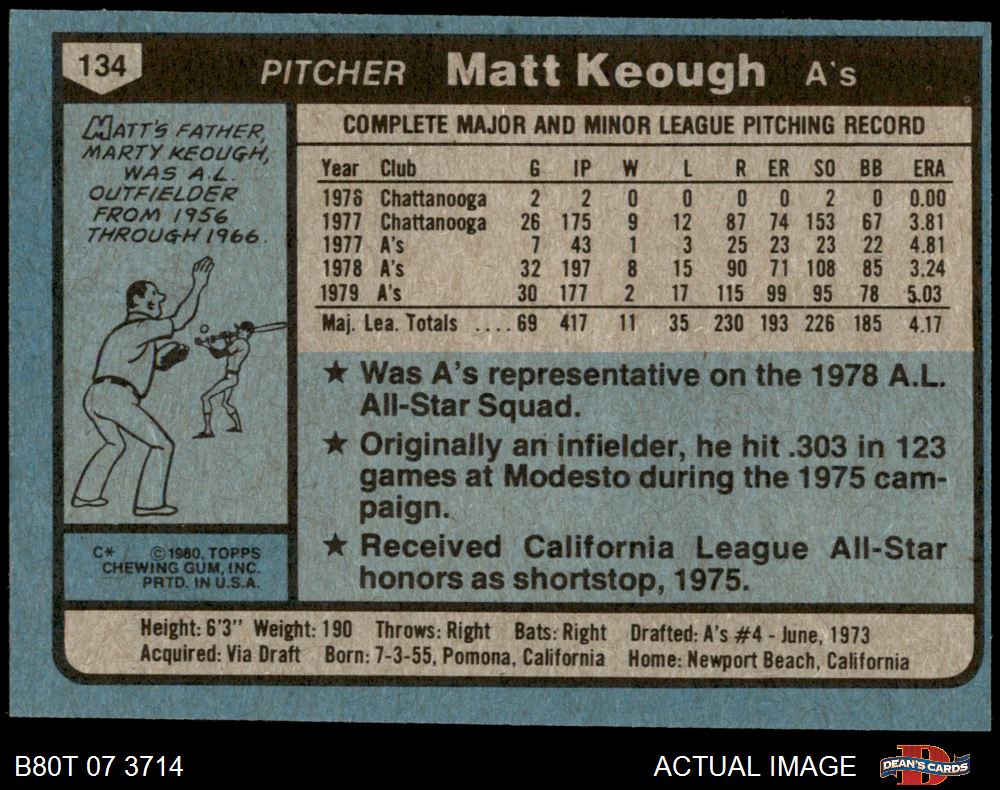 134 PITCHER Matt Keough A's
MATT'S FATHER,
MARTY KEOUGH,
WAS A.L.
OUTFIELDER
FROM 1956
THROUGH 1966.
C* ©1980, TOPPS
CHEWING GUM, INC.
PRTD. IN U.S.A.
COMPLETE MAJOR AND MINOR LEAGUE PITCHING RECORD
Year Club G IP W L R ER SO BB ERA
1976 Chattanooga 2 2 0 0 0 0 2 0 0.00
1977 Chattanooga 26 175 9 12 87 74 153 67 3.81
1977 A's 7 43 1 3 25 23 23 22 4.81
1978 A's 32 197 8 15 90 71 108 85 3.24
1979 A's 30 177 2 17 115 99 95 78 5.03
Maj. Lea. Totals ....69 417 11 35 230 193 226 185 4.17
★ Was A's representative on the 1978 A.L.
All-Star Squad.
★ Originally an infielder, he hit .303 in 123
games at Modesto during the 1975 cam-
paign.
★ Received California League All-Star
honors as shortstop, 1975.
Height: 6'3" Weight: 190 Throws: Right Bats: Right Drafted: A's #4 - June, 1973
Acquired: Via Draft Born: 7-3-55, Pomona, California Home: Newport Beach, California
B80T 07 3714 ACTUAL IMAGE DEAN'S CARDS